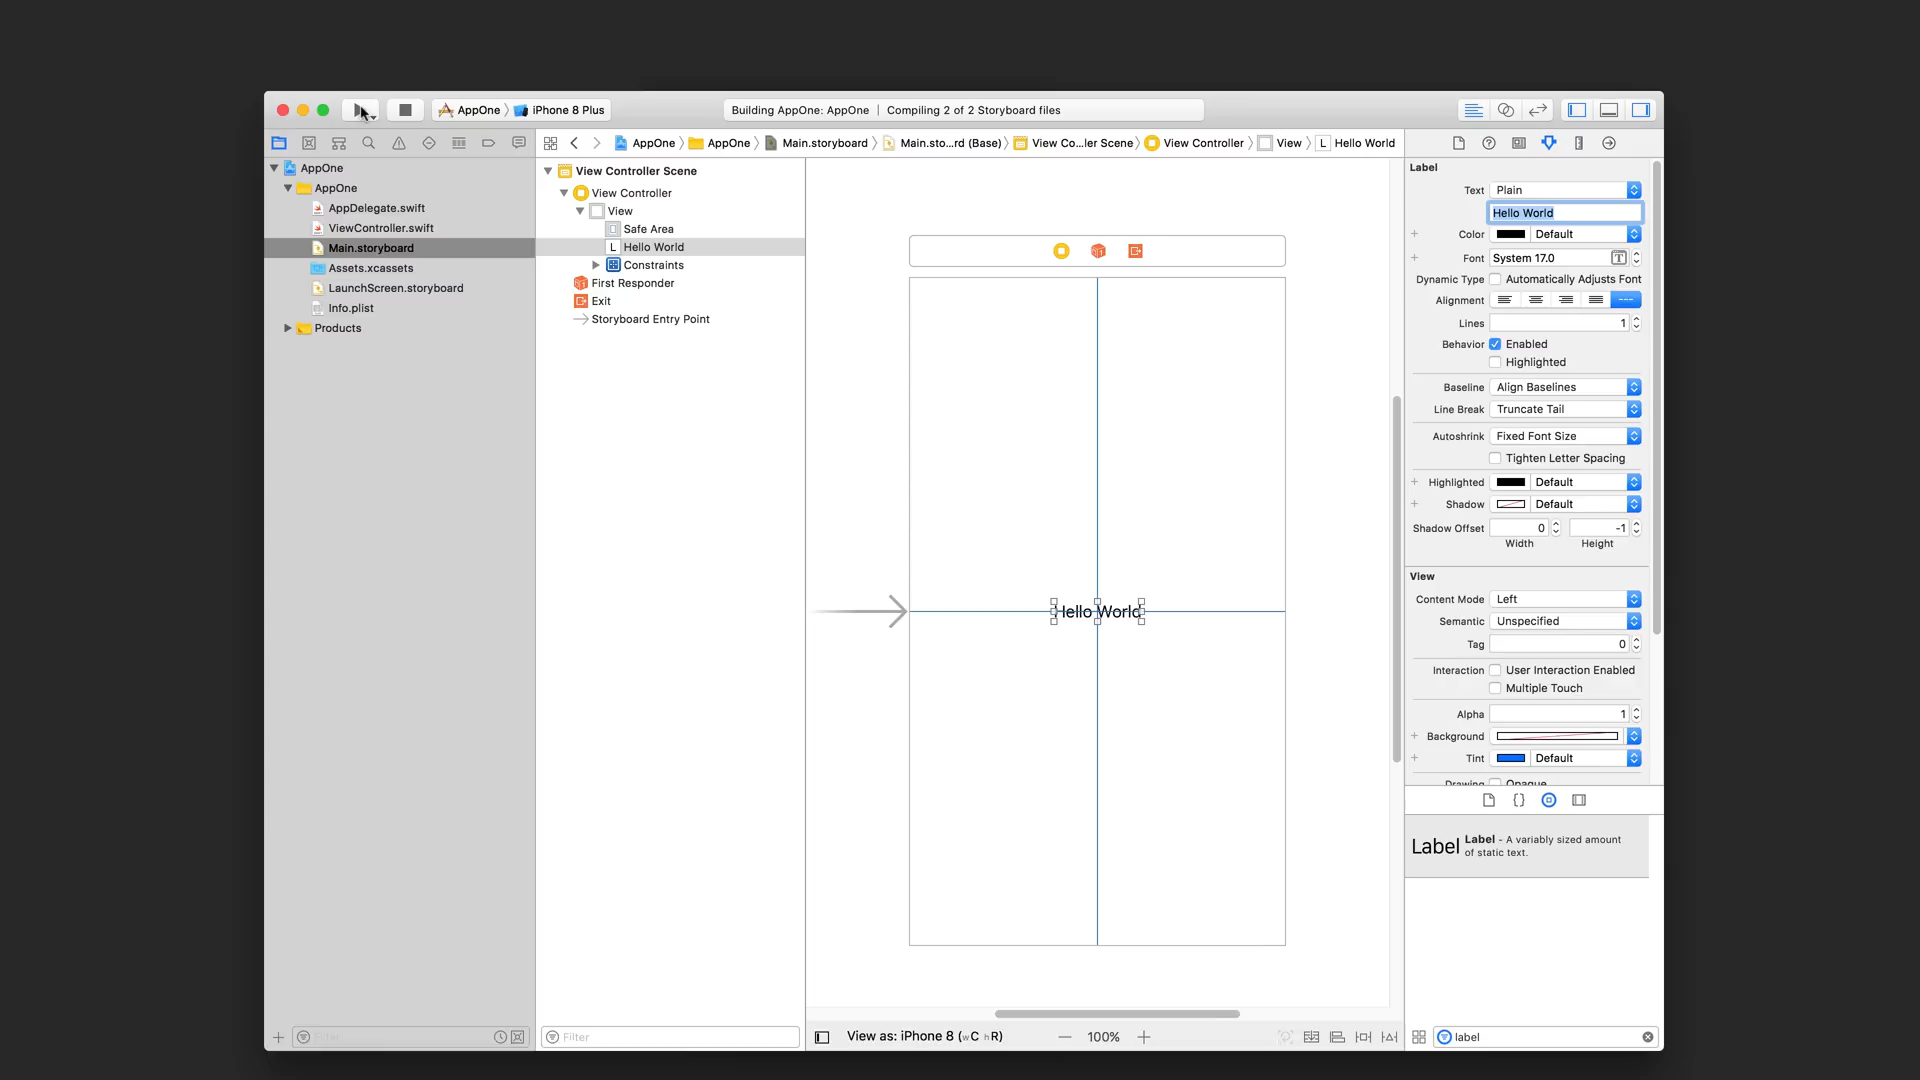 AppOne
iPhone 8 Plus
Building AppOne: AppOne | Compiling 2 of 2 Storyboard files
AppOne
AppOne
Main.storyboard
Main.sto...rd (Base)
View Co...ler Scene
View Controller
View
L Hello World
AppOne
AppOne
AppDelegate.swift
ViewController.swift
Main.storyboard
Assets.xcassets
LaunchScreen.storyboard
Info.plist
Products
View Controller Scene
View Controller
View
Safe Area
L Hello World
Constraints
First Responder
Exit
Storyboard Entry Point
Hello World
Label
Text Plain
Hello World
Color Default
Font System 17.0
Dynamic Type Automatically Adjusts Font
Alignment
Lines 1
Behavior Enabled
Highlighted
Baseline Align Baselines
Line Break Truncate Tail
Autoshrink Fixed Font Size
Tighten Letter Spacing
Highlighted Default
Shadow Default
Shadow Offset 0 -1
Width Height
View
Content Mode Left
Semantic Unspecified
Tag 0
Interaction User Interaction Enabled
Multiple Touch
Alpha 1
Background
Tint Default
Drawing Opaque
Label Label - A variably sized amount
of static text.
Filter
Filter
View as: iPhone 8 (wC hR)
100%
label